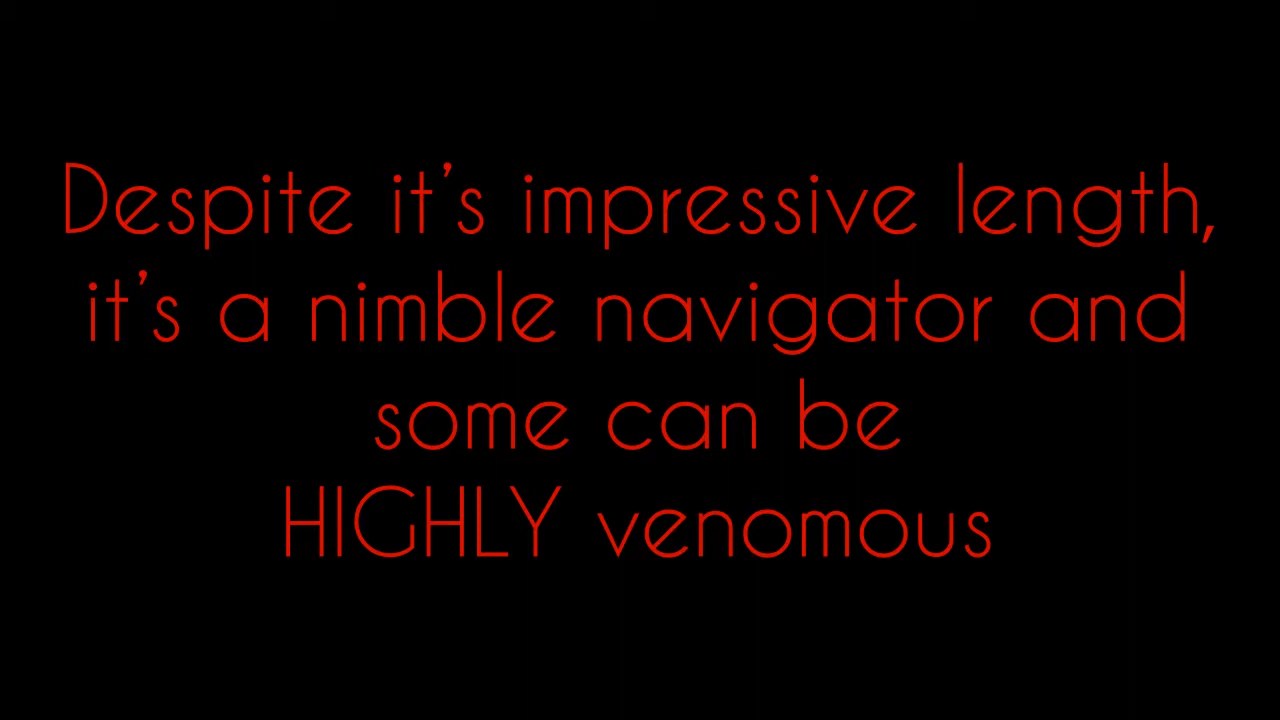 Despite it's impressive length,
it's a nimble navigator and
some can be
HIGHLY venomous